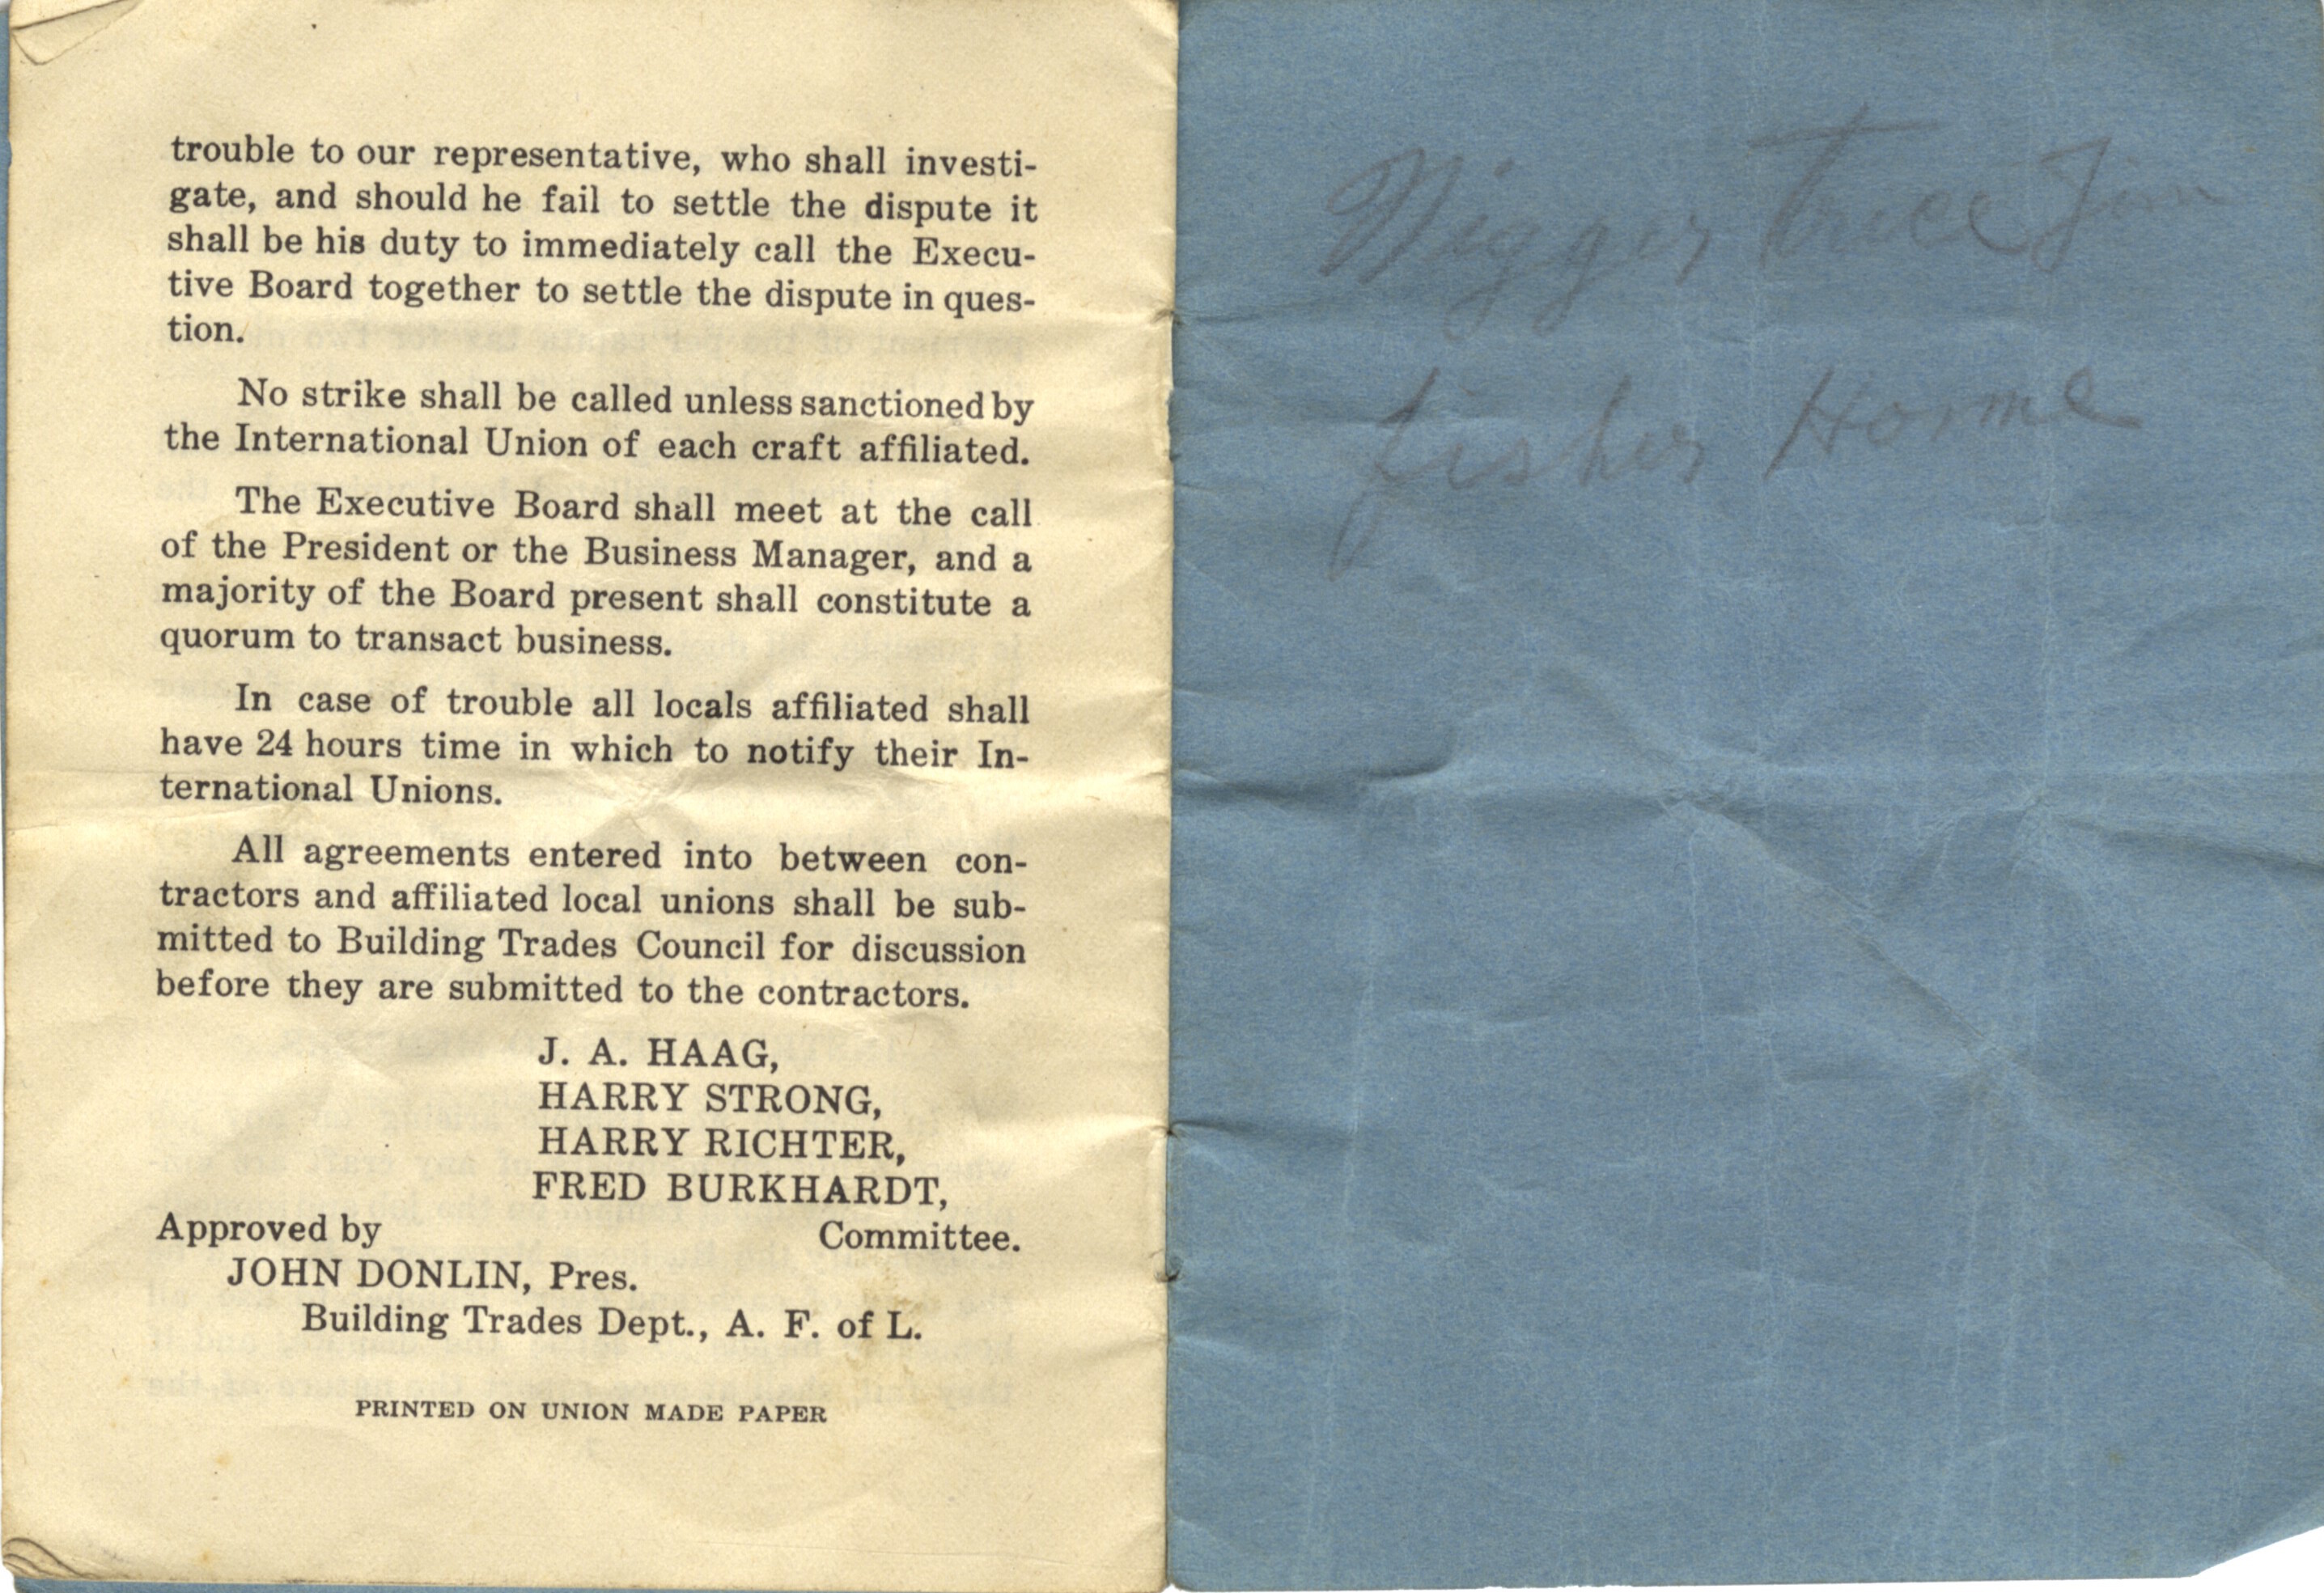 trouble to our representative, who shall investi-
gate, and should he fail to settle the dispute it
shall be his duty to immediately call the Execu-
tive Board together to settle the dispute in ques-
tion.
No strike shall be called unless sanctioned by
the International Union of each craft affiliated.
The Executive Board shall meet at the call
of the President or the Business Manager, and a
majority of the Board present shall constitute a
quorum to transact business.
In case of trouble all locals affiliated shall
have 24 hours time in which to notify their In-
ternational Unions.
All agreements entered into between con-
tractors and affiliated local unions shall be sub-
mitted to Building Trades Council for discussion
before they are submitted to the contractors.
J. A. HAAG,
HARRY STRONG,
HARRY RICHTER,
FRED BURKHARDT,
Approved by Committee.
JOHN DONLIN, Pres.
Building Trades Dept., A. F. of L.
PRINTED ON UNION MADE PAPER
fisher Home